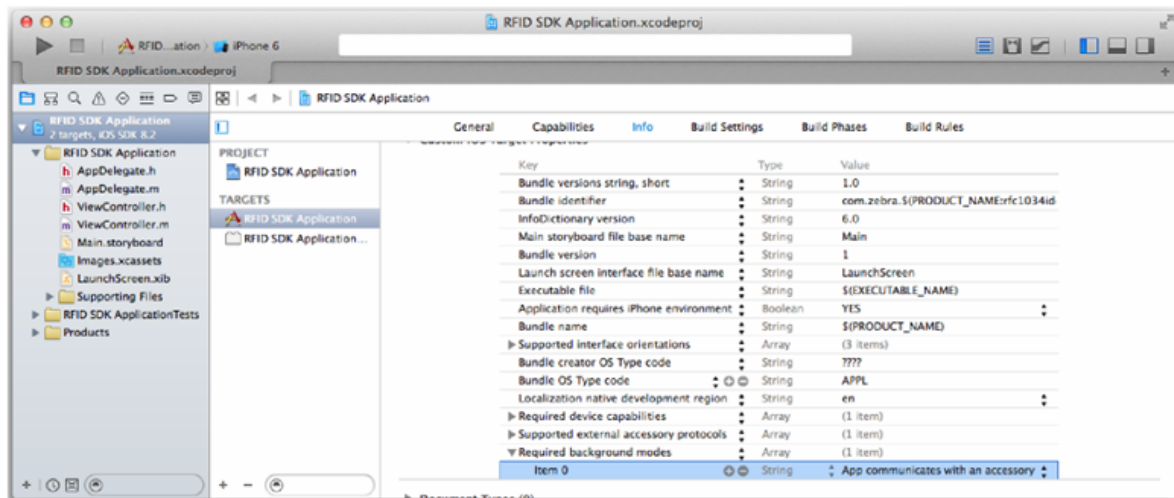 RFID SDK Application.xcodeproj
RFID...ation iPhone 6
RFID SDK Application.xcodeproj
RFID SDK Application
RFID SDK Application
2 targets, iOS SDK 8.2
RFID SDK Application
h AppDelegate.h
m AppDelegate.m
h ViewController.h
m ViewController.m
Main.storyboard
Images.xcassets
LaunchScreen.xib
Supporting Files
RFID SDK ApplicationTests
Products
PROJECT
RFID SDK Application
TARGETS
RFID SDK Application
RFID SDK Application...
General Capabilities Info Build Settings Build Phases Build Rules
Custom iOS Target Properties
Key Type Value
Bundle versions string, short String 1.0
Bundle identifier String com.zebra.$(PRODUCT_NAME:rfc1034id
InfoDictionary version String 6.0
Main storyboard file base name String Main
Bundle version String 1
Launch screen interface file base name String LaunchScreen
Executable file String $(EXECUTABLE_NAME)
Application requires iPhone environment Boolean YES
Bundle name String $(PRODUCT_NAME)
Supported interface orientations Array (3 items)
Bundle creator OS Type code String ????
Bundle OS Type code String APPL
Localization native development region String en
Required device capabilities Array (1 item)
Supported external accessory protocols Array (1 item)
Required background modes Array (1 item)
Item 0 String App communicates with an accessory
Document Types (0)